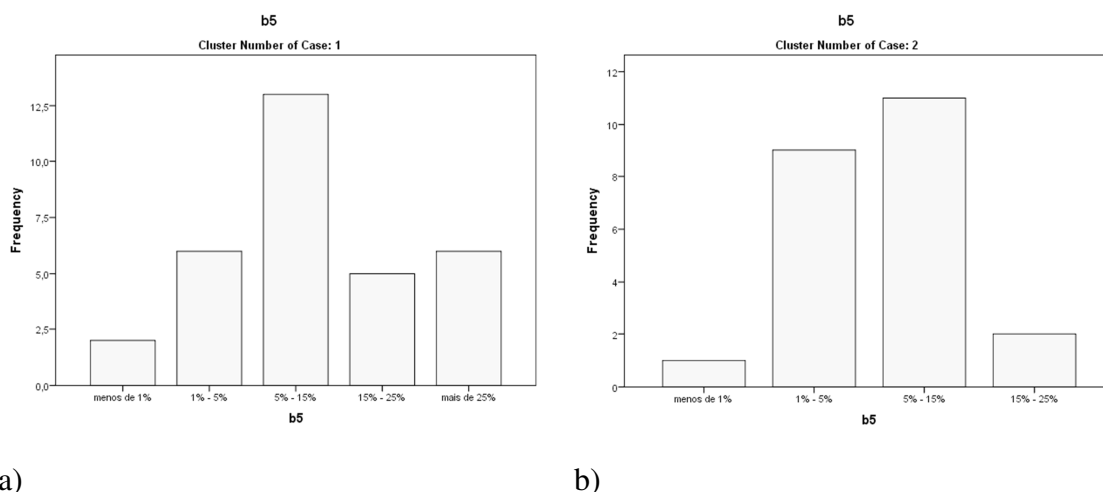 b5
Cluster Number of Case: 1
12,5
10,0
7,5
5,0
2,5
0,0
Frequency
menos de 1% 1% - 5% 5% - 15% 15% - 25% mais de 25%
b5
a)
b5
Cluster Number of Case: 2
12
10
8
6
4
2
0
Frequency
menos de 1% 1% - 5% 5% - 15% 15% - 25%
b5
b)